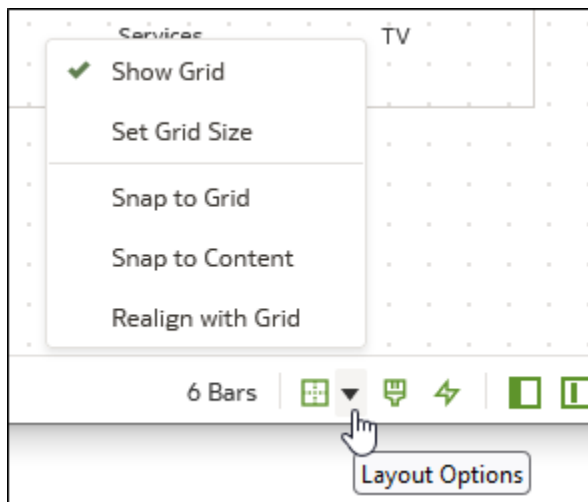 Services
TV
Show Grid
Set Grid Size
Snap to Grid
Snap to Content
Realign with Grid
6 Bars
Layout Options